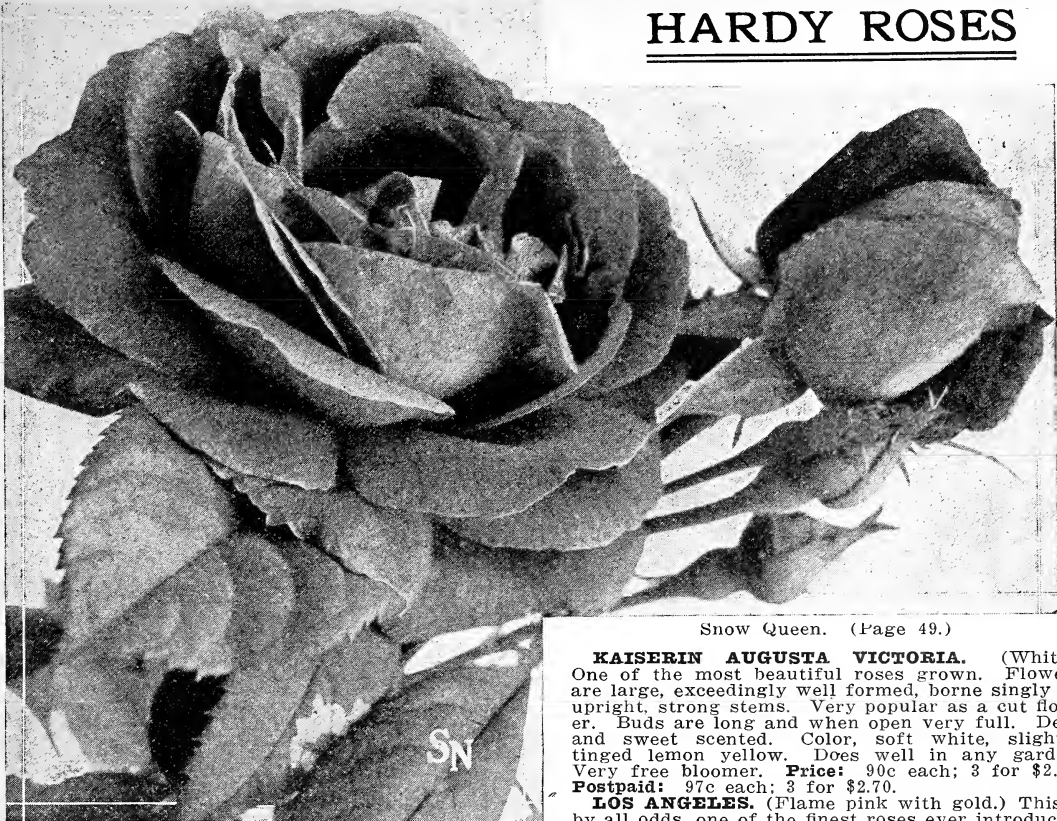 HARDY ROSES
Snow Queen. (Page 49.)
KAISERIN AUGUSTA VICTORIA. (Whit
One of the most beautiful roses grown. Flowe
are large, exceedingly well formed, borne singly
upright, strong stems. Very popular as a cut flo
er. Buds are long and when open very full. Do
and sweet scented. Color, soft white, sligh
tinged lemon yellow. Does well in any gard
Very free bloomer. Price: 90c each; 3 for $2.
Postpaid: 97c each; 3 for $2.70.
LOS ANGELES. (Flame pink with gold.) This
by all odds, one of the finest roses ever introduc
SN